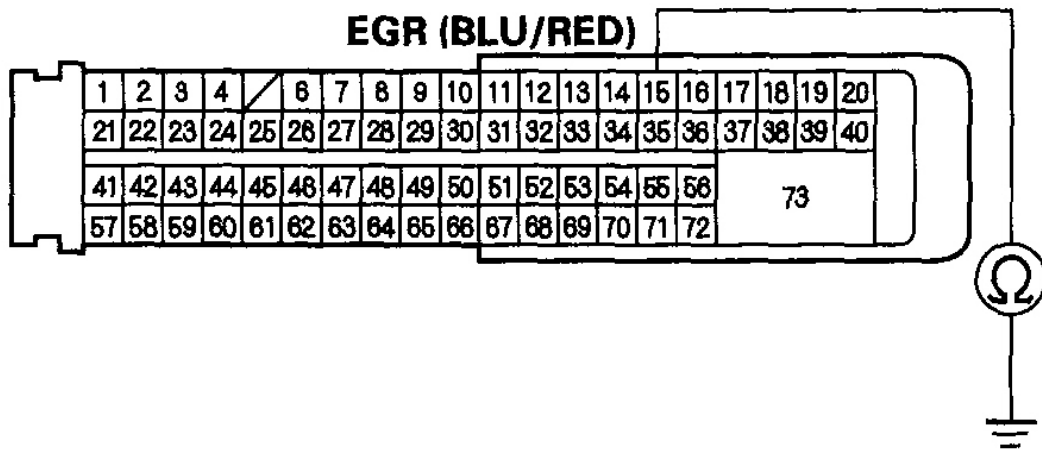 EGR (BLU/RED)
1 2 3 4 6 7 8 9 10 11 12 13 14 15 16 17 18 19 20
21 22 23 24 25 26 27 28 29 30 31 32 33 34 35 36 37 38 39 40
41 42 43 44 45 46 47 48 49 50 51 52 53 54 55 56 73
57 58 59 60 61 62 63 64 65 66 67 68 69 70 71 72
Ω